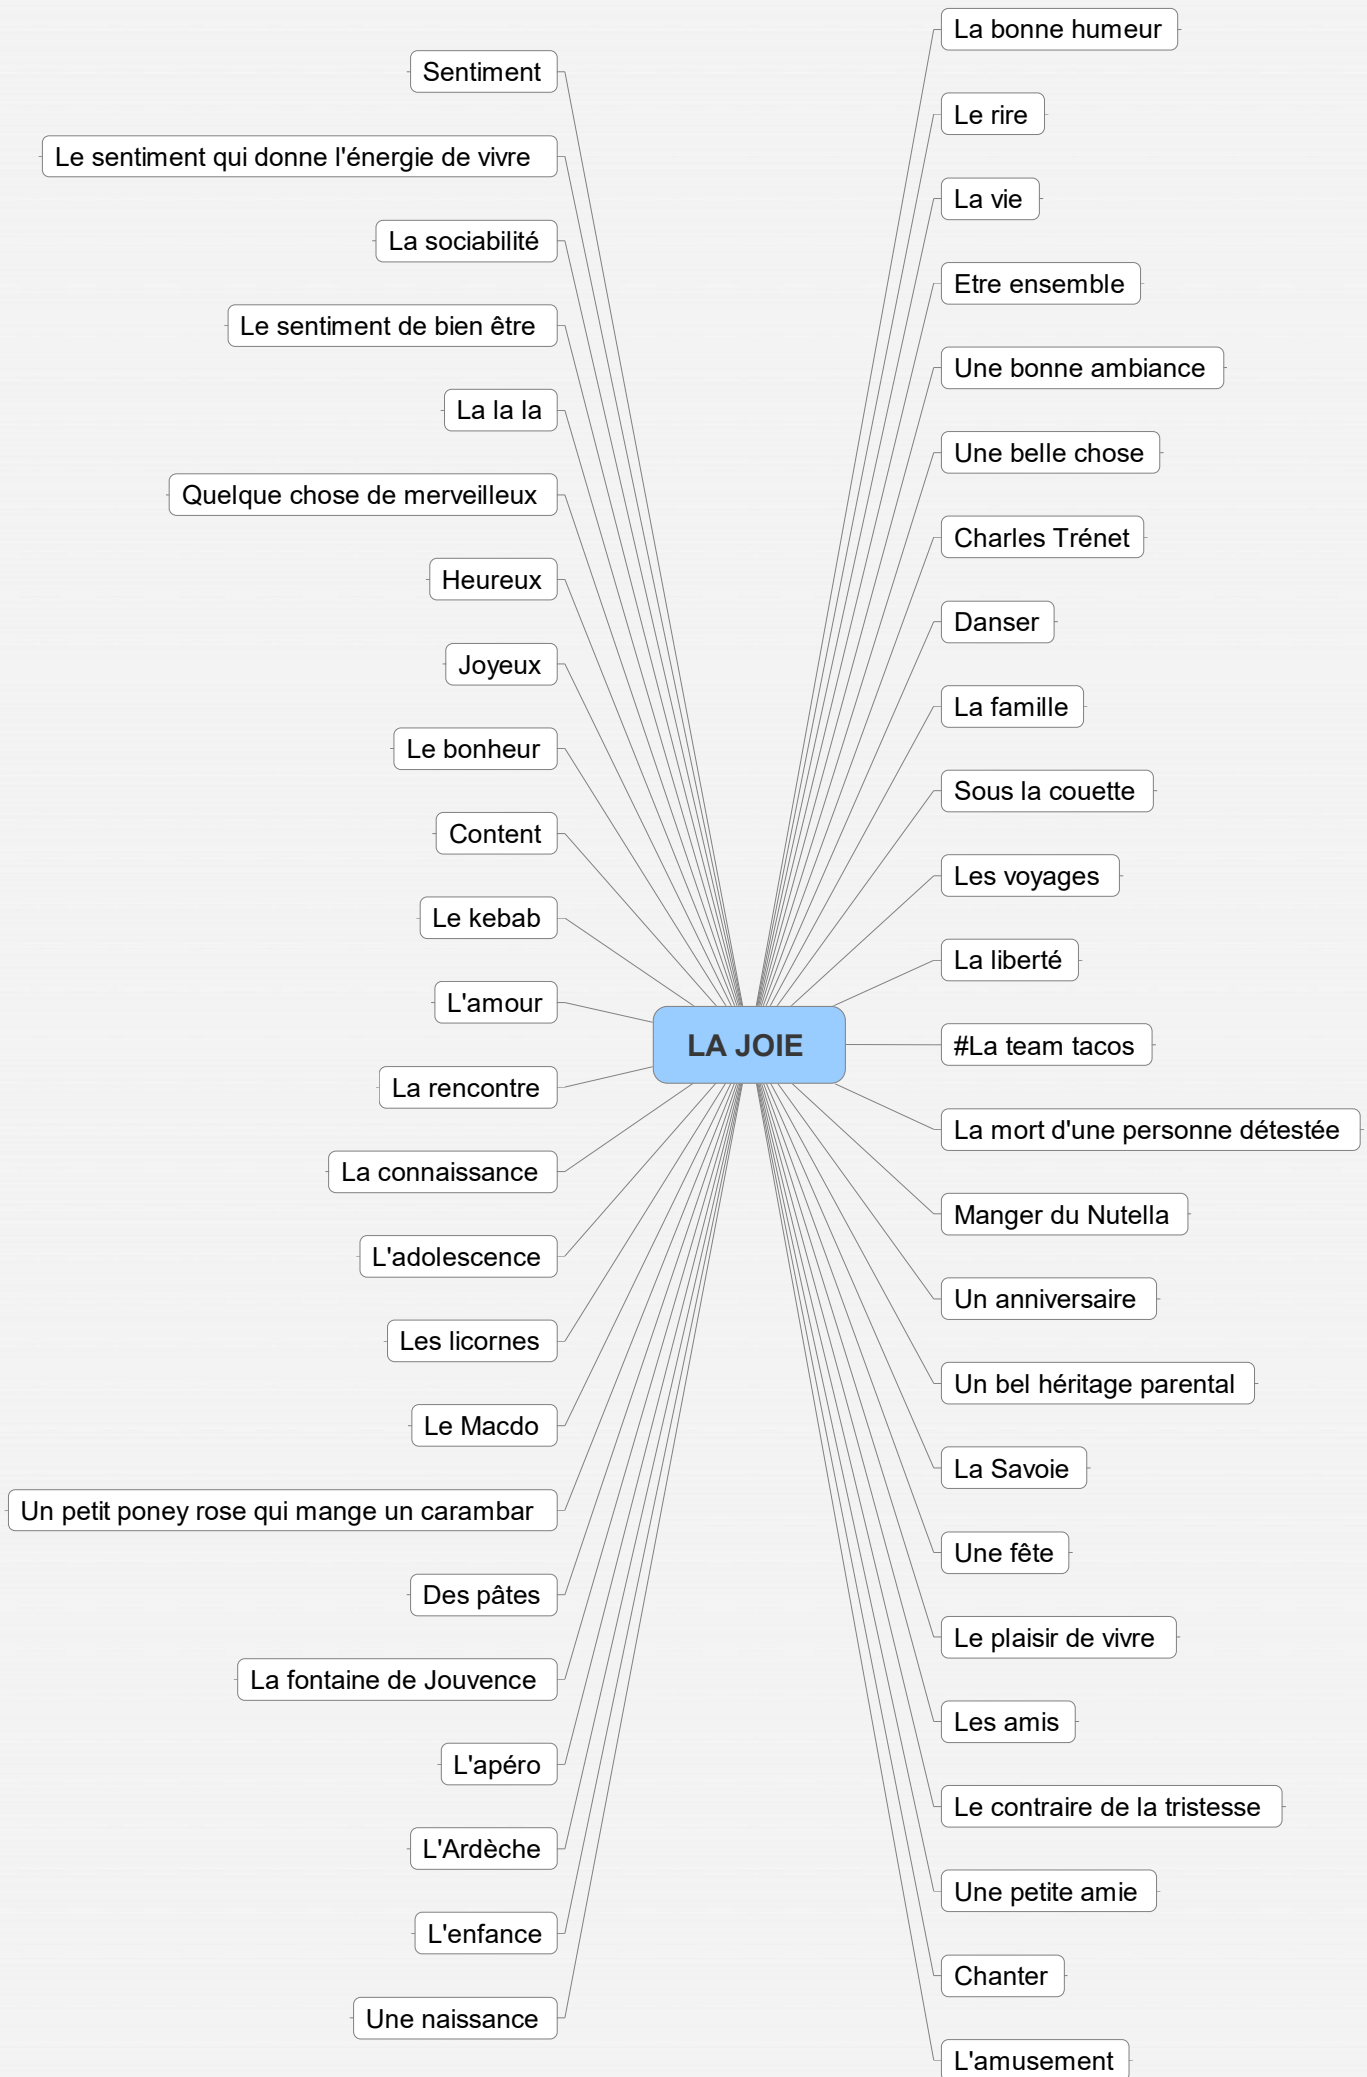 Sentiment
Le sentiment qui donne l'énergie de vivre
La sociabilité
Le sentiment de bien être
La la la
Quelque chose de merveilleux
Heureux
Joyeux
Le bonheur
Content
Le kebab
L'amour
La rencontre
La connaissance
L'adolescence
Les licornes
Le Macdo
Un petit poney rose qui mange un carambar
Des pâtes
La fontaine de Jouvence
L'apéro
L'Ardèche
L'enfance
Une naissance
LA JOIE
La bonne humeur
Le rire
La vie
Etre ensemble
Une bonne ambiance
Une belle chose
Charles Trénet
Danser
La famille
Sous la couette
Les voyages
La liberté
#La team tacos
La mort d'une personne détestée
Manger du Nutella
Un anniversaire
Un bel héritage parental
La Savoie
Une fête
Le plaisir de vivre
Les amis
Le contraire de la tristesse
Une petite amie
Chanter
L'amusement